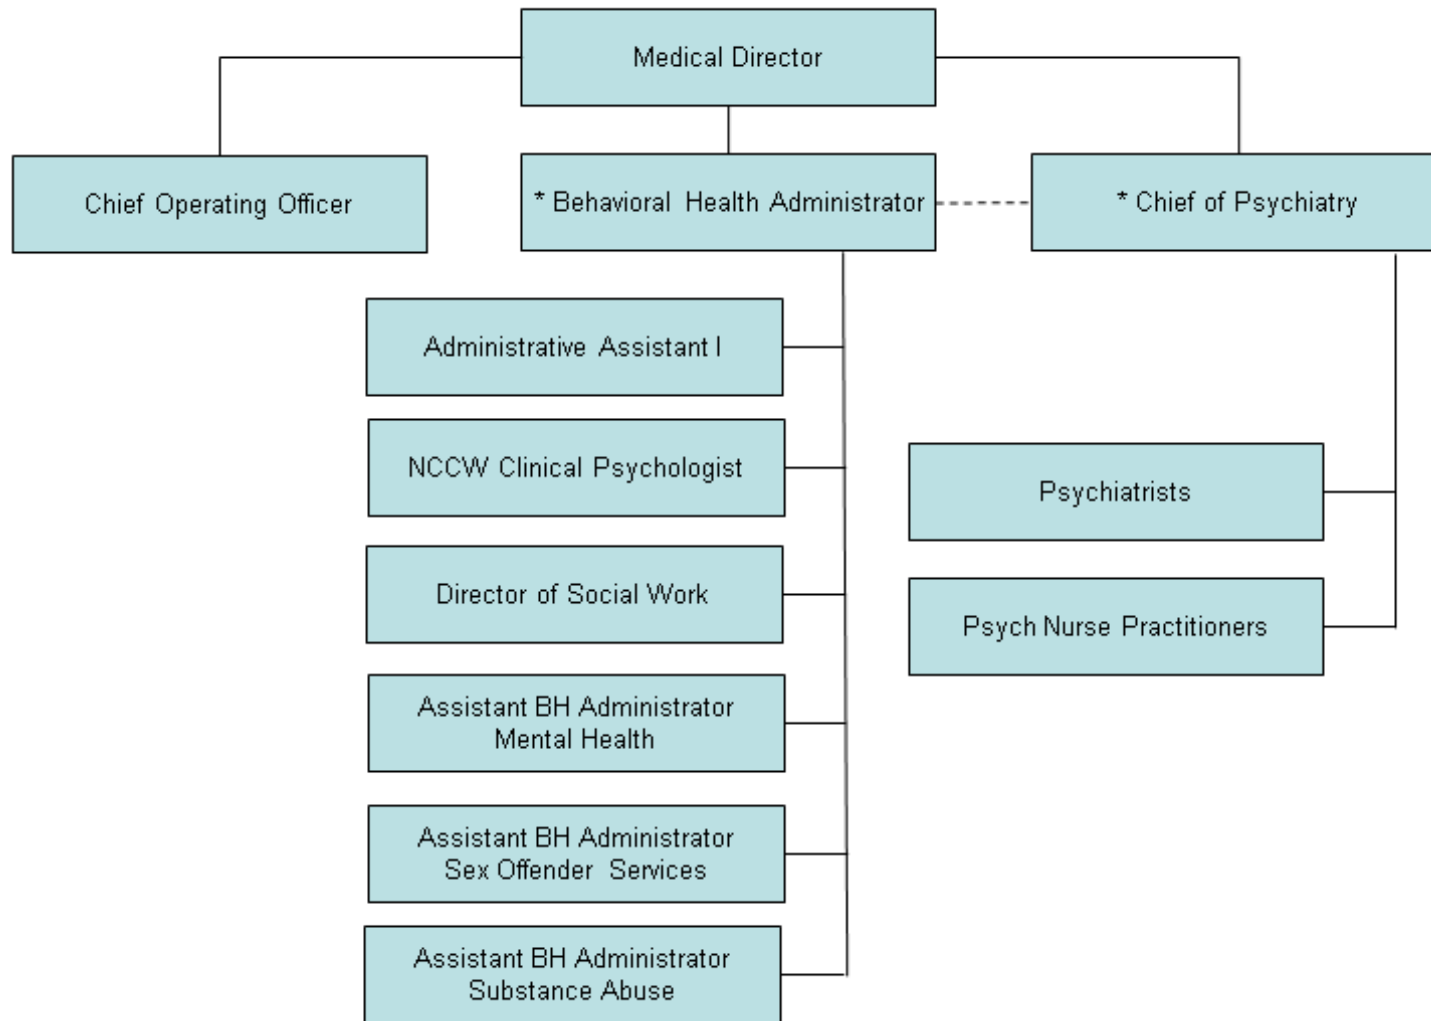 Medical Director
Chief Operating Officer
* Behavioral Health Administrator
* Chief of Psychiatry
Administrative Assistant I
NCCW Clinical Psychologist
Director of Social Work
Assistant BH Administrator
Mental Health
Assistant BH Administrator
Sex Offender Services
Assistant BH Administrator
Substance Abuse
Psychiatrists
Psych Nurse Practitioners